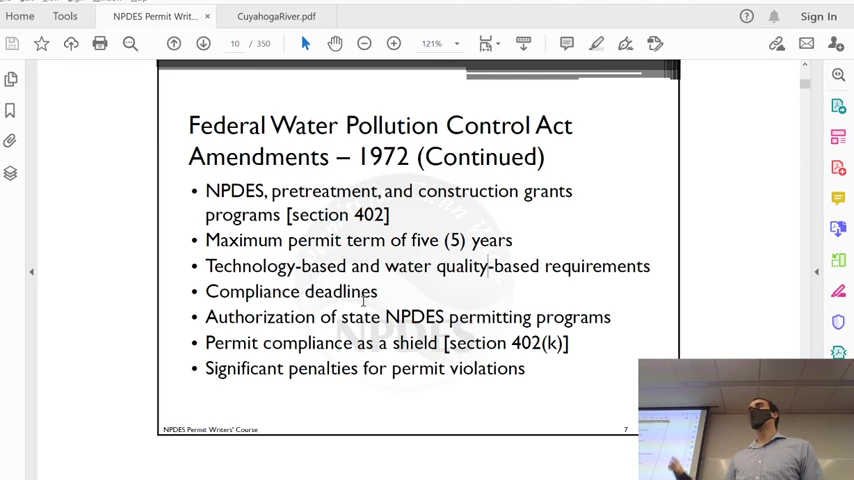 Home Tools NPDES Permit Writ... × CuyahogaRiver.pdf Sign In
10 / 350 121%
Federal Water Pollution Control Act
Amendments – 1972 (Continued)
• NPDES, pretreatment, and construction grants
programs [section 402]
• Maximum permit term of five (5) years
• Technology-based and water quality-based requirements
• Compliance deadlines
• Authorization of state NPDES permitting programs
• Permit compliance as a shield [section 402(k)]
• Significant penalties for permit violations
NPDES
NPDES Permit Writers' Course 7